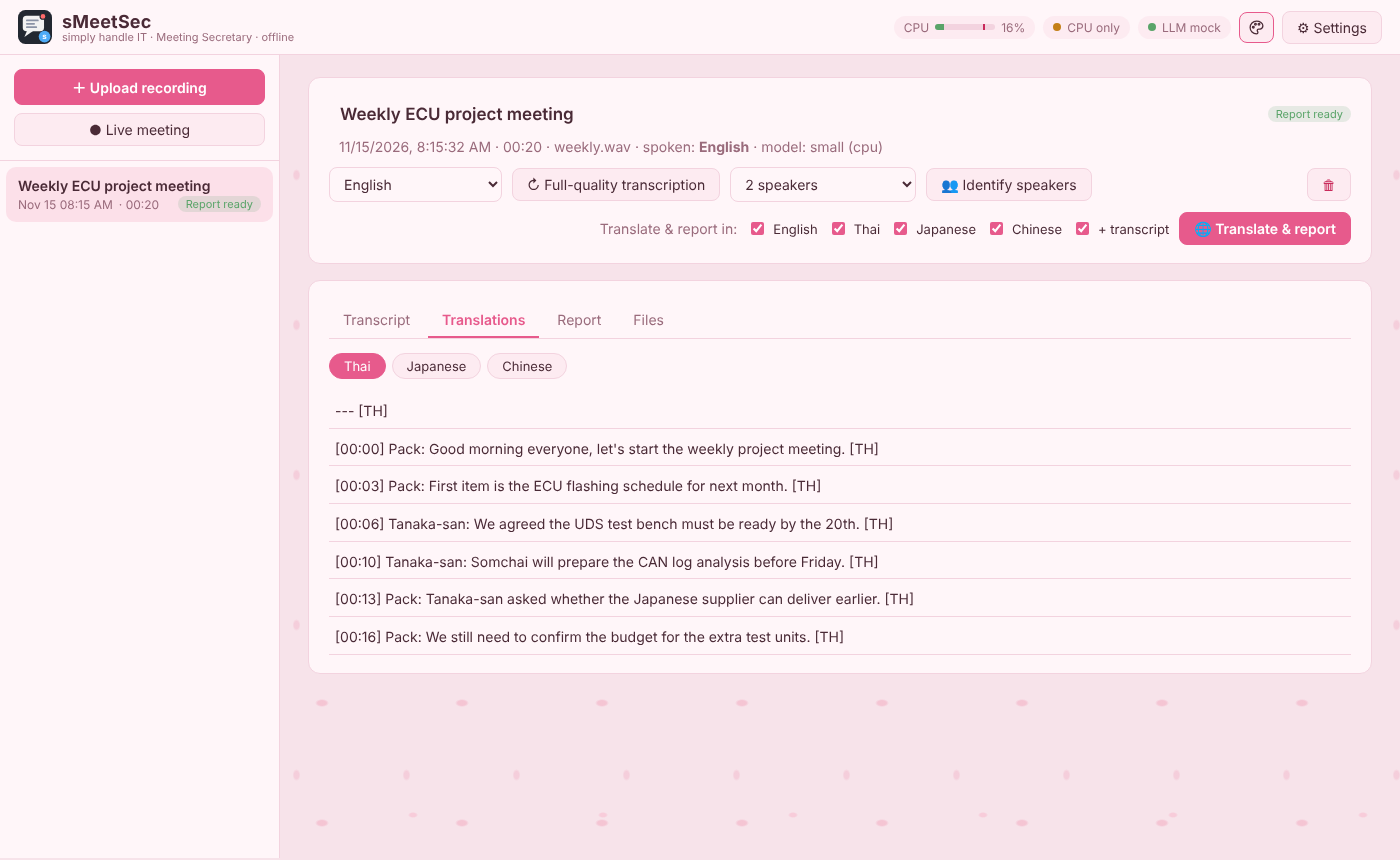 sMeetSec
simply handle IT · Meeting Secretary · offline
CPU 16%
CPU only
LLM mock
⚙ Settings
+ Upload recording
● Live meeting
Weekly ECU project meeting
Nov 15 08:15 AM · 00:20 Report ready
Weekly ECU project meeting
Report ready
11/15/2026, 8:15:32 AM · 00:20 · weekly.wav · spoken: English · model: small (cpu)
English
↻ Full-quality transcription
2 speakers
👥 Identify speakers
Translate & report in: English Thai Japanese Chinese + transcript
🌐 Translate & report
Transcript Translations Report Files
Thai Japanese Chinese
--- [TH]
[00:00] Pack: Good morning everyone, let's start the weekly project meeting. [TH]
[00:03] Pack: First item is the ECU flashing schedule for next month. [TH]
[00:06] Tanaka-san: We agreed the UDS test bench must be ready by the 20th. [TH]
[00:10] Tanaka-san: Somchai will prepare the CAN log analysis before Friday. [TH]
[00:13] Pack: Tanaka-san asked whether the Japanese supplier can deliver earlier. [TH]
[00:16] Pack: We still need to confirm the budget for the extra test units. [TH]